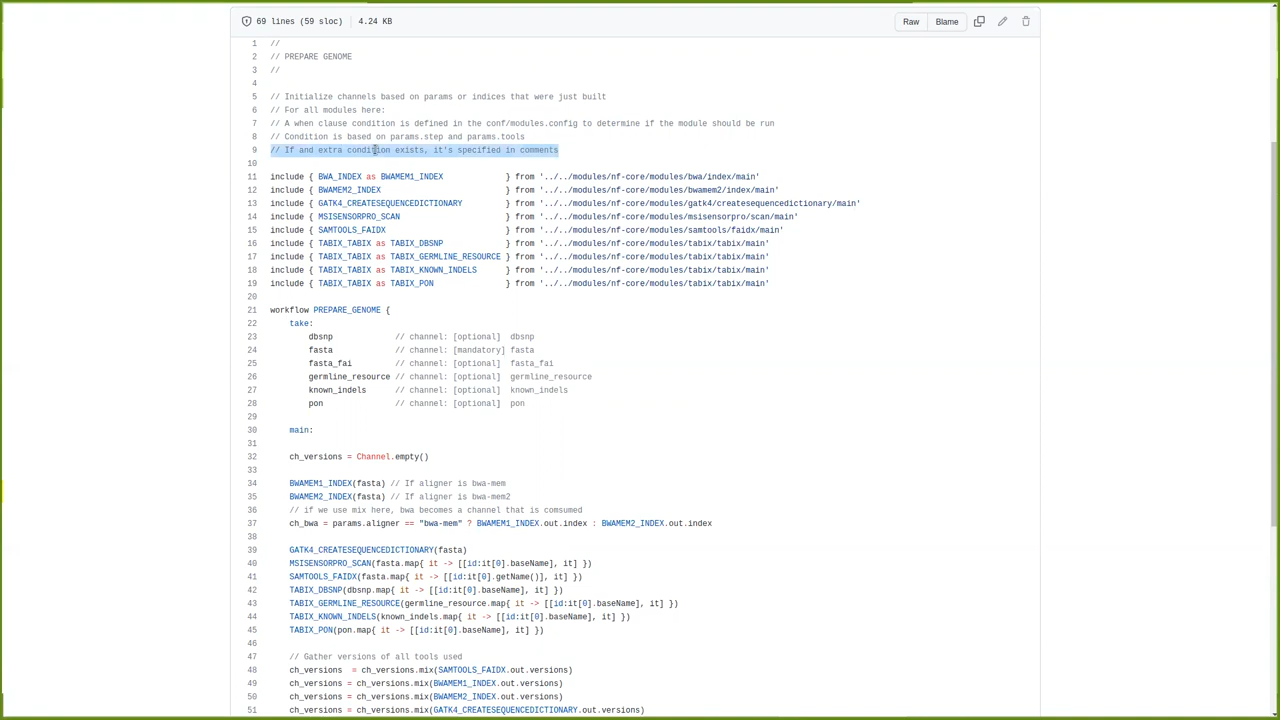 69 lines (59 sloc) 4.24 KB Raw Blame
1 //
2 // PREPARE GENOME
3 //
4
5 // Initialize channels based on params or indices that were just built
6 // For all modules here:
7 // A when clause condition is defined in the conf/modules.config to determine if the module should be run
8 // Condition is based on params.step and params.tools
9 // If and extra condition exists, it's specified in comments
10
11 include { BWA_INDEX as BWAMEM1_INDEX } from '../../modules/nf-core/modules/bwa/index/main'
12 include { BWAMEM2_INDEX } from '../../modules/nf-core/modules/bwamem2/index/main'
13 include { GATK4_CREATESEQUENCEDICTIONARY } from '../../modules/nf-core/modules/gatk4/createsequencedictionary/main'
14 include { MSISENSORPRO_SCAN } from '../../modules/nf-core/modules/msisensorpro/scan/main'
15 include { SAMTOOLS_FAIDX } from '../../modules/nf-core/modules/samtools/faidx/main'
16 include { TABIX_TABIX as TABIX_DBSNP } from '../../modules/nf-core/modules/tabix/tabix/main'
17 include { TABIX_TABIX as TABIX_GERMLINE_RESOURCE } from '../../modules/nf-core/modules/tabix/tabix/main'
18 include { TABIX_TABIX as TABIX_KNOWN_INDELS } from '../../modules/nf-core/modules/tabix/tabix/main'
19 include { TABIX_TABIX as TABIX_PON } from '../../modules/nf-core/modules/tabix/tabix/main'
20
21 workflow PREPARE_GENOME {
22 take:
23 dbsnp // channel: [optional] dbsnp
24 fasta // channel: [mandatory] fasta
25 fasta_fai // channel: [optional] fasta_fai
26 germline_resource // channel: [optional] germline_resource
27 known_indels // channel: [optional] known_indels
28 pon // channel: [optional] pon
29
30 main:
31
32 ch_versions = Channel.empty()
33
34 BWAMEM1_INDEX(fasta) // If aligner is bwa-mem
35 BWAMEM2_INDEX(fasta) // If aligner is bwa-mem2
36 // if we use mix here, bwa becomes a channel that is comsumed
37 ch_bwa = params.aligner == "bwa-mem" ? BWAMEM1_INDEX.out.index : BWAMEM2_INDEX.out.index
38
39 GATK4_CREATESEQUENCEDICTIONARY(fasta)
40 MSISENSORPRO_SCAN(fasta.map{ it -> [[id:it[0].baseName], it] })
41 SAMTOOLS_FAIDX(fasta.map{ it -> [[id:it[0].getName()], it] })
42 TABIX_DBSNP(dbsnp.map{ it -> [[id:it[0].baseName], it] })
43 TABIX_GERMLINE_RESOURCE(germline_resource.map{ it -> [[id:it[0].baseName], it] })
44 TABIX_KNOWN_INDELS(known_indels.map{ it -> [[id:it[0].baseName], it] })
45 TABIX_PON(pon.map{ it -> [[id:it[0].baseName], it] })
46
47 // Gather versions of all tools used
48 ch_versions = ch_versions.mix(SAMTOOLS_FAIDX.out.versions)
49 ch_versions = ch_versions.mix(BWAMEM1_INDEX.out.versions)
50 ch_versions = ch_versions.mix(BWAMEM2_INDEX.out.versions)
51 ch_versions = ch_versions.mix(GATK4_CREATESEQUENCEDICTIONARY.out.versions)